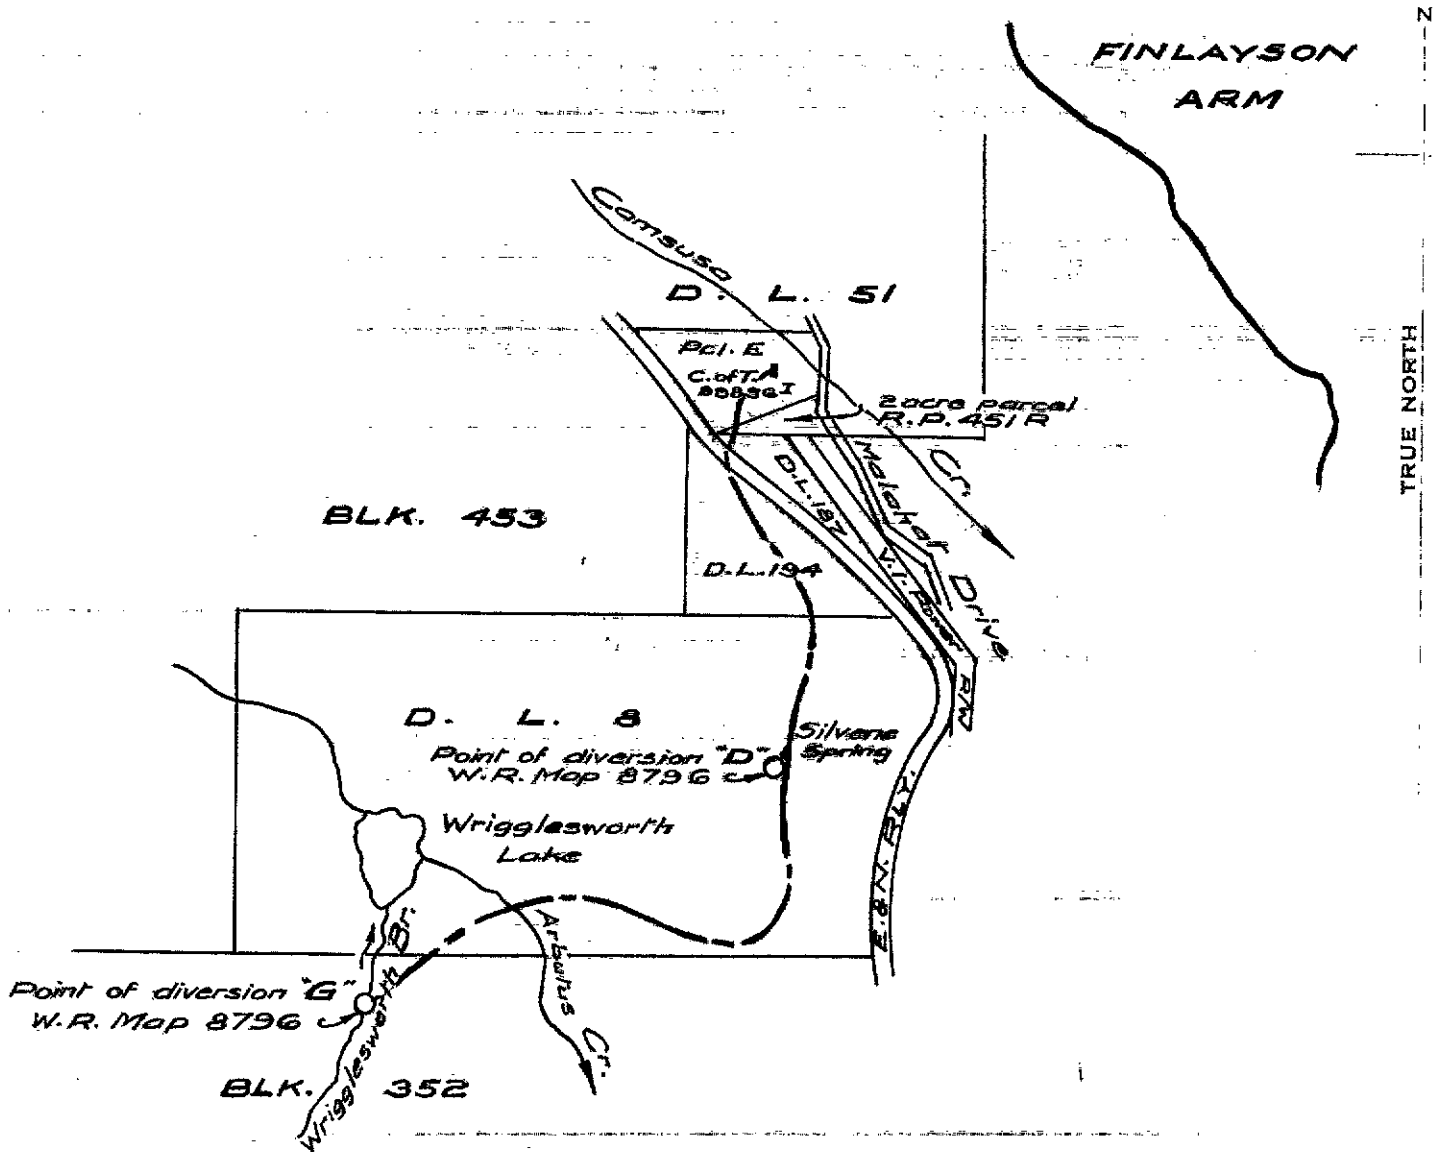 N
FINLAYSON
ARM
TRUE NORTH
Comsusa
D. L. 51
Pcl. E
C. of T.
I
2 acre parcel
R.P. 451 R
Cr.
Malahat
Drive
D.L. 187
V.I. Power
R/W
BLK. 453
D.L. 194
D. L. 8
Silvene
Spring
Point of diversion "D"
W.R. Map 8796
Wrigglesworth
Lake
E. & N. RLY.
Arbutus
Cr.
Point of diversion "G"
W.R. Map 8796
Wrigglesworth Br.
BLK. 352